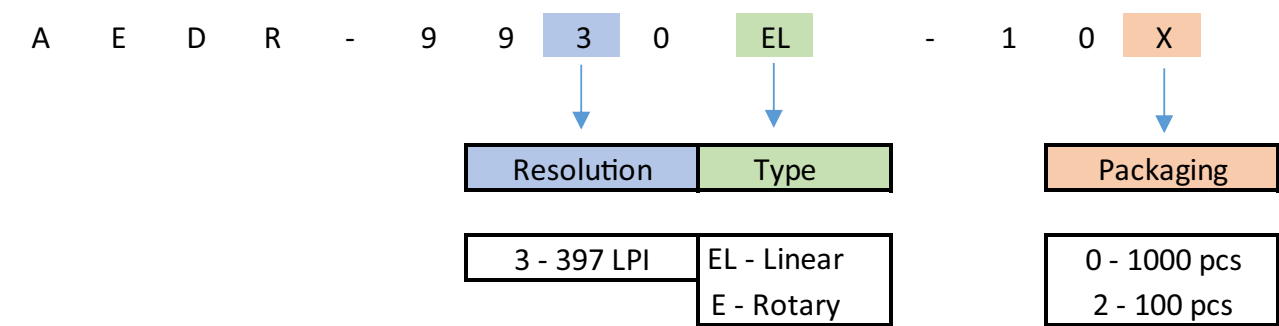 A E D R - 9 9 3 0 EL - 1 0 X
Resolution Type Packaging
3 - 397 LPI EL - Linear 0 - 1000 pcs
E - Rotary 2 - 100 pcs